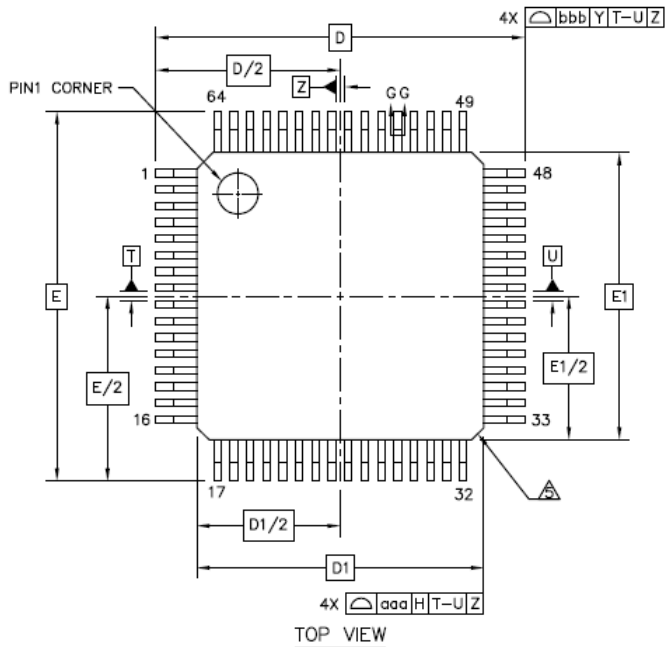 4X ⌓ bbb Y T-U Z
D
D/2
Z
PIN1 CORNER
G G
64
49
1
48
T
U
E
E1
E/2
E1/2
16
33
17
32
5
D1/2
D1
4X ⌓ aaa H T-U Z
TOP VIEW